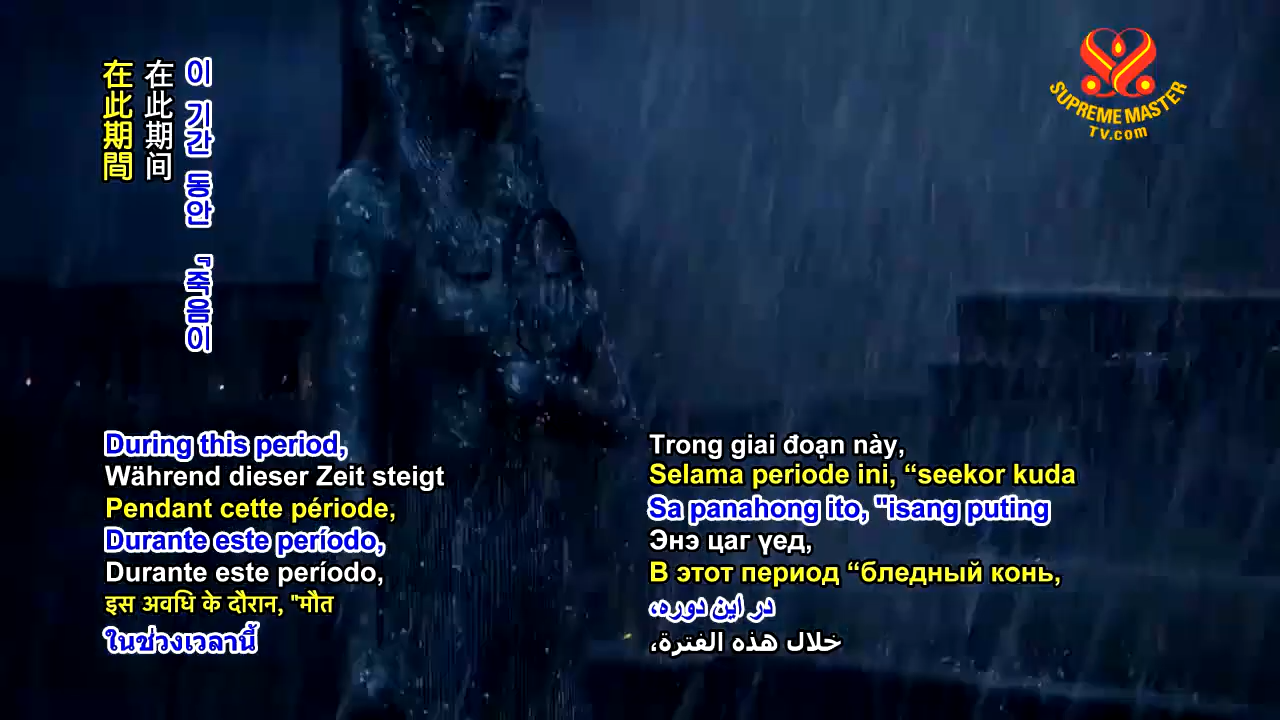 在此期間
在此期间
이 기간 동안 『죽음이
SUPREME MASTER
TV.com
During this period,
Während dieser Zeit steigt
Pendant cette période,
Durante este período,
Durante este período,
इस अवधि के दौरान, "मौत
ในช่วงเวลานี้
Trong giai đoạn này,
Selama periode ini, “seekor kuda
Sa panahong ito, "isang puting
Энэ цаг үед,
В этот период “бледный конь,
در این دوره،
خلال هذه الفترة،